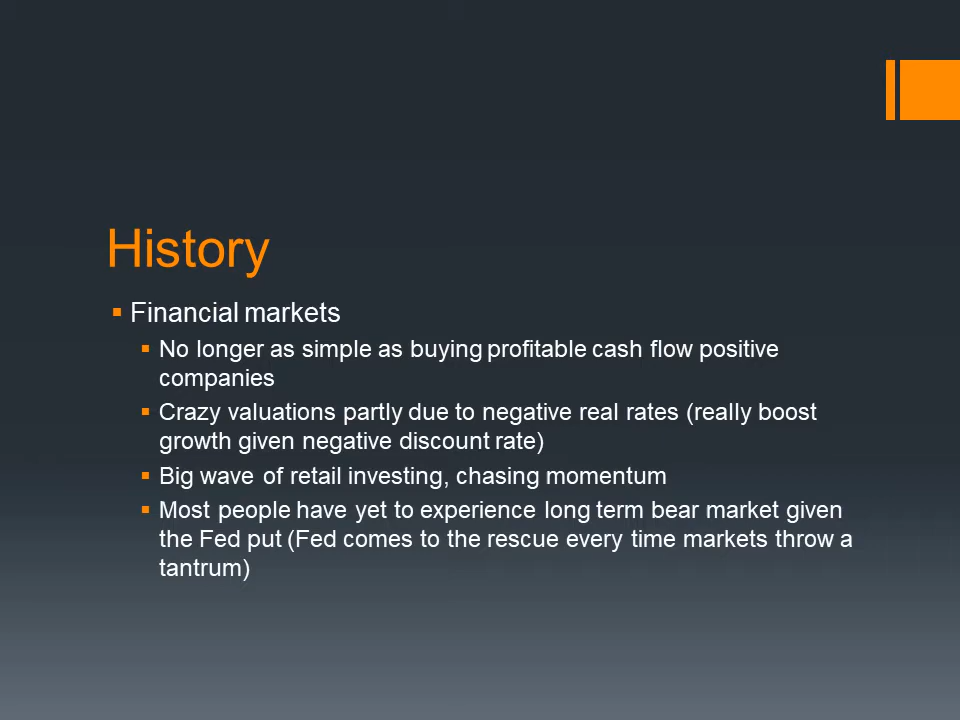 History
Financial markets
No longer as simple as buying profitable cash flow positive
companies
Crazy valuations partly due to negative real rates (really boost
growth given negative discount rate)
Big wave of retail investing, chasing momentum
Most people have yet to experience long term bear market given
the Fed put (Fed comes to the rescue every time markets throw a
tantrum)